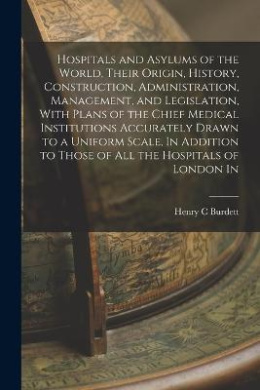 Hospitals and Asylums of the
World. Their Origin, History,
Construction, Administration,
Management, and Legislation,
With Plans of the Chief Medical
Institutions Accurately Drawn
to a Uniform Scale, In Addition
to Those of All the Hospitals of
London In
Henry C Burdett